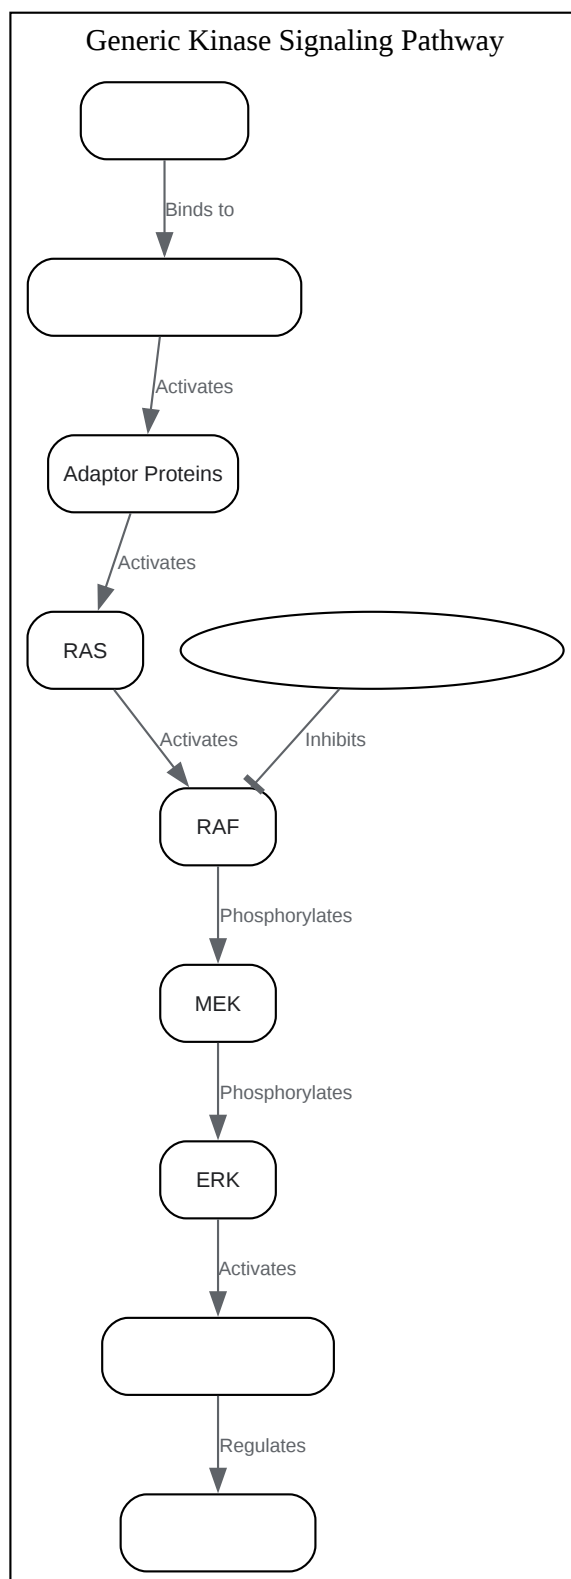 Generic Kinase Signaling Pathway
Binds to
Activates
Adaptor Proteins
Activates
RAS
Activates
Inhibits
RAF
Phosphorylates
MEK
Phosphorylates
ERK
Activates
Regulates